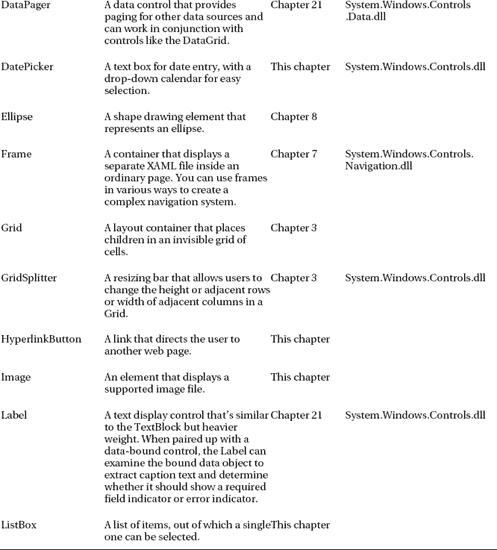 DataPager A data control that provides Chapter 21 System.Windows.Controls
paging for other data sources and .Data.dll
can work in conjunction with
controls like the DataGrid.
DatePicker A text box for date entry, with a This chapter System.Windows.Controls.dll
drop-down calendar for easy
selection.
Ellipse A shape drawing element that Chapter 8
represents an ellipse.
Frame A container that displays a Chapter 7 System.Windows.Controls.
separate XAML file inside an Navigation.dll
ordinary page. You can use frames
in various ways to create a
complex navigation system.
Grid A layout container that places Chapter 3
children in an invisible grid of
cells.
GridSplitter A resizing bar that allows users to Chapter 3 System.Windows.Controls.dll
change the height or adjacent rows
or width of adjacent columns in a
Grid.
HyperlinkButton A link that directs the user to This chapter
another web page.
Image An element that displays a This chapter
supported image file.
Label A text display control that's similar Chapter 21 System.Windows.Controls.dll
to the TextBlock but heavier
weight. When paired up with a
data-bound control, the Label can
examine the bound data object to
extract caption text and determine
whether it should show a required
field indicator or error indicator.
ListBox A list of items, out of which a single This chapter
one can be selected.